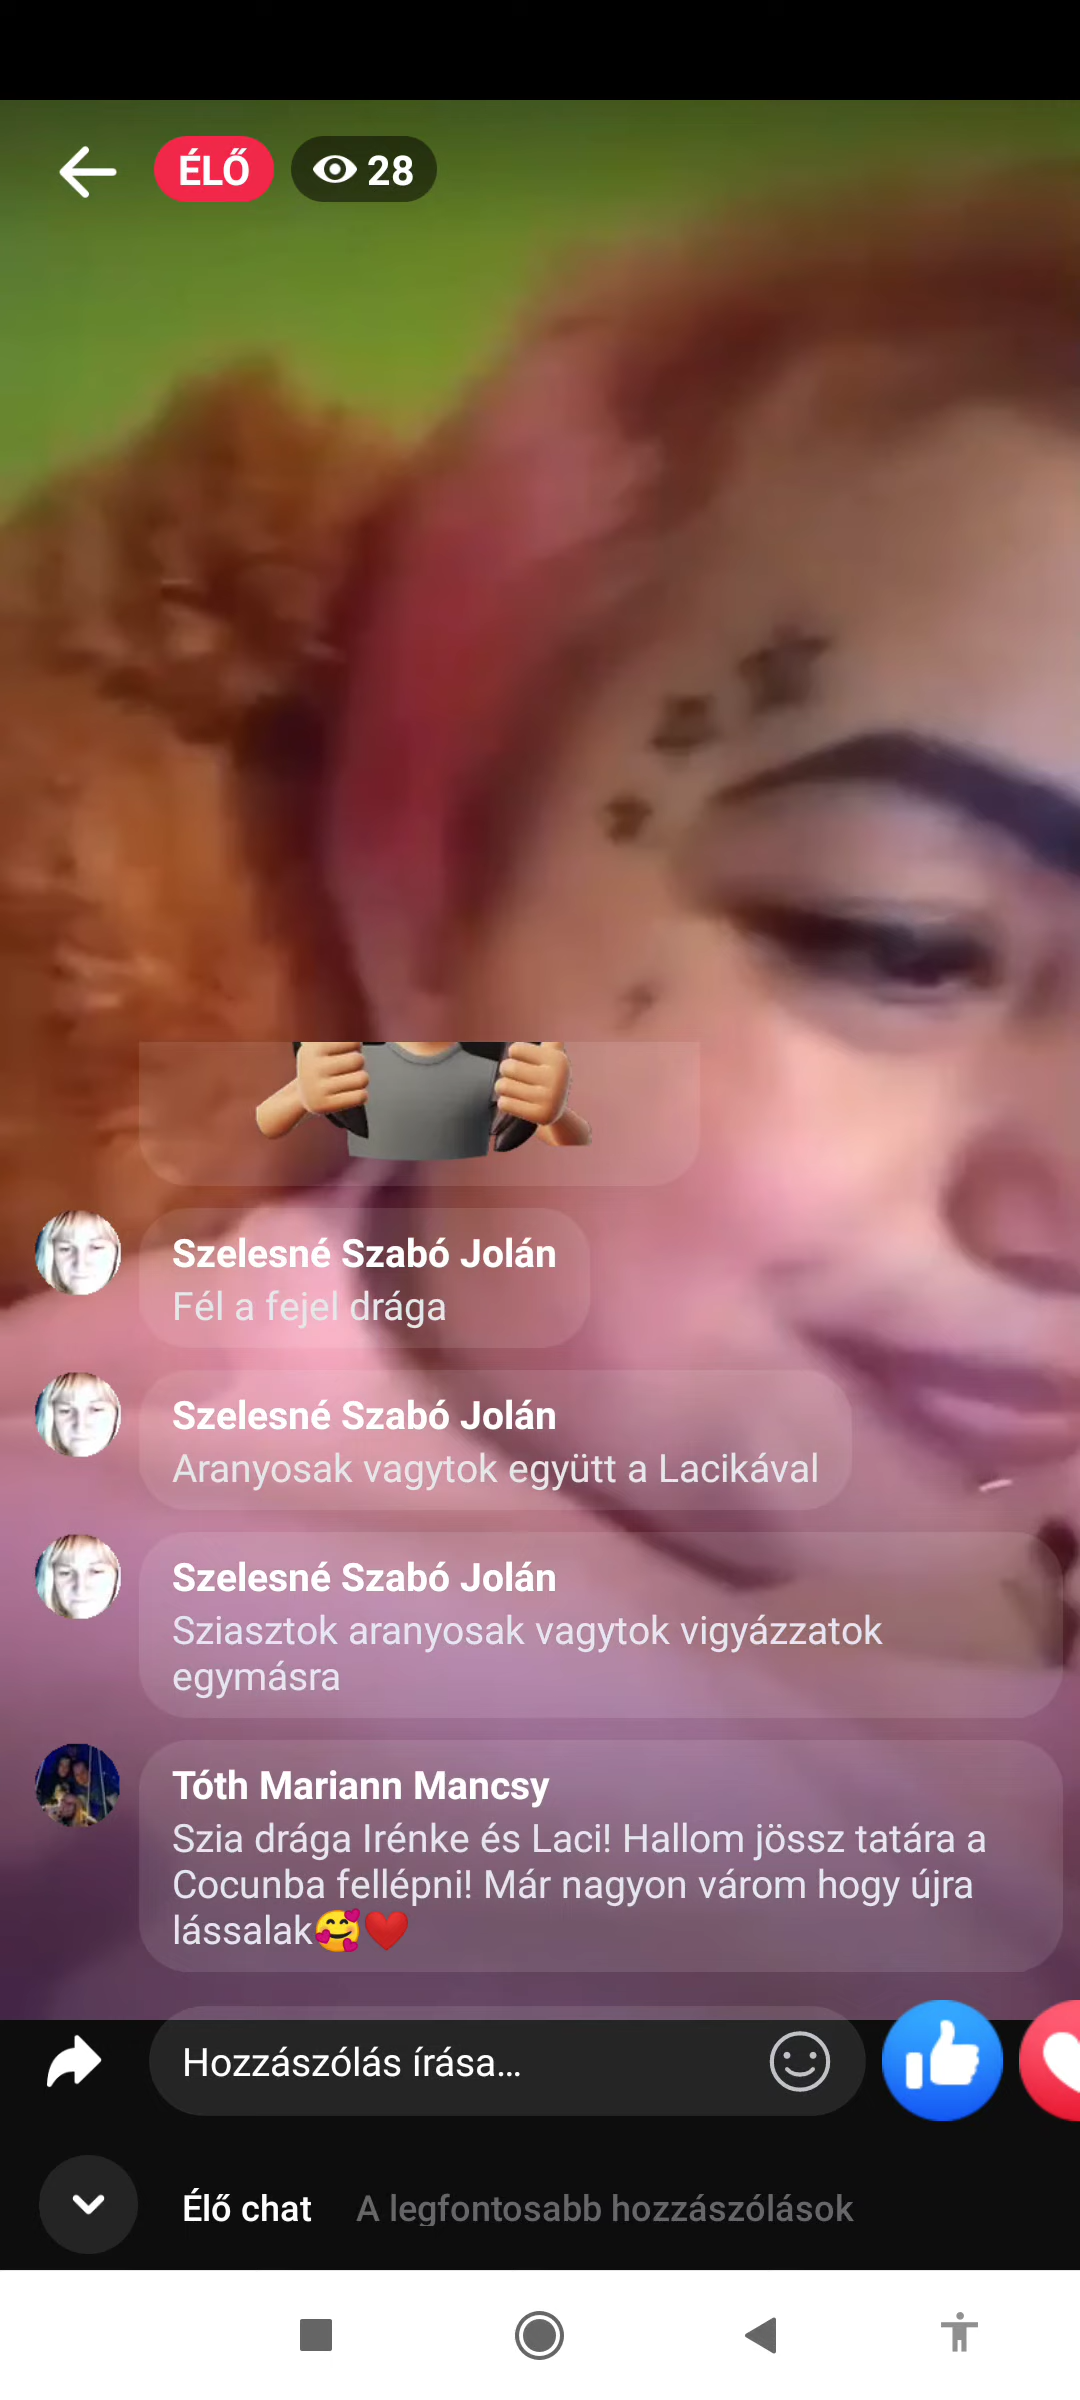 ÉLŐ 28
Szelesné Szabó Jolán
Fél a fejel drága
Szelesné Szabó Jolán
Aranyosak vagytok együtt a Lacikával
Szelesné Szabó Jolán
Sziasztok aranyosak vagytok vigyázzatok
egymásra
Tóth Mariann Mancsy
Szia drága Irénke és Laci! Hallom jössz tatára a
Cocunba fellépni! Már nagyon várom hogy újra
lássalak🥰❤️
Hozzászólás írása...
Élő chat A legfontosabb hozzászólások